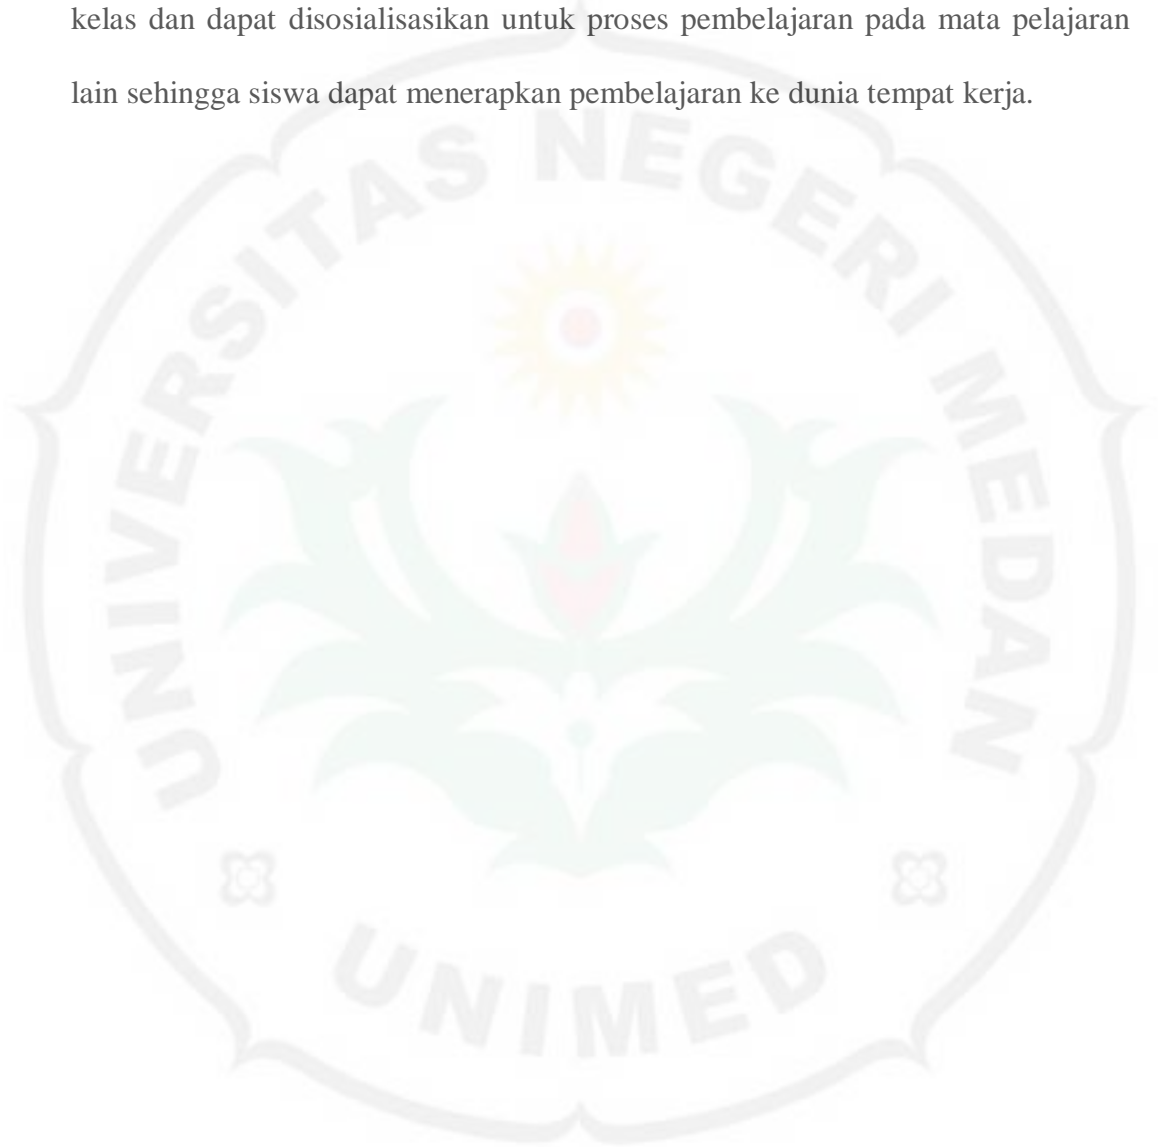 kelas dan dapat disosialisasikan untuk proses pembelajaran pada mata pelajaran
lain sehingga siswa dapat menerapkan pembelajaran ke dunia tempat kerja.
UNIVERSITAS NEGERI MEDAN
UNIMED